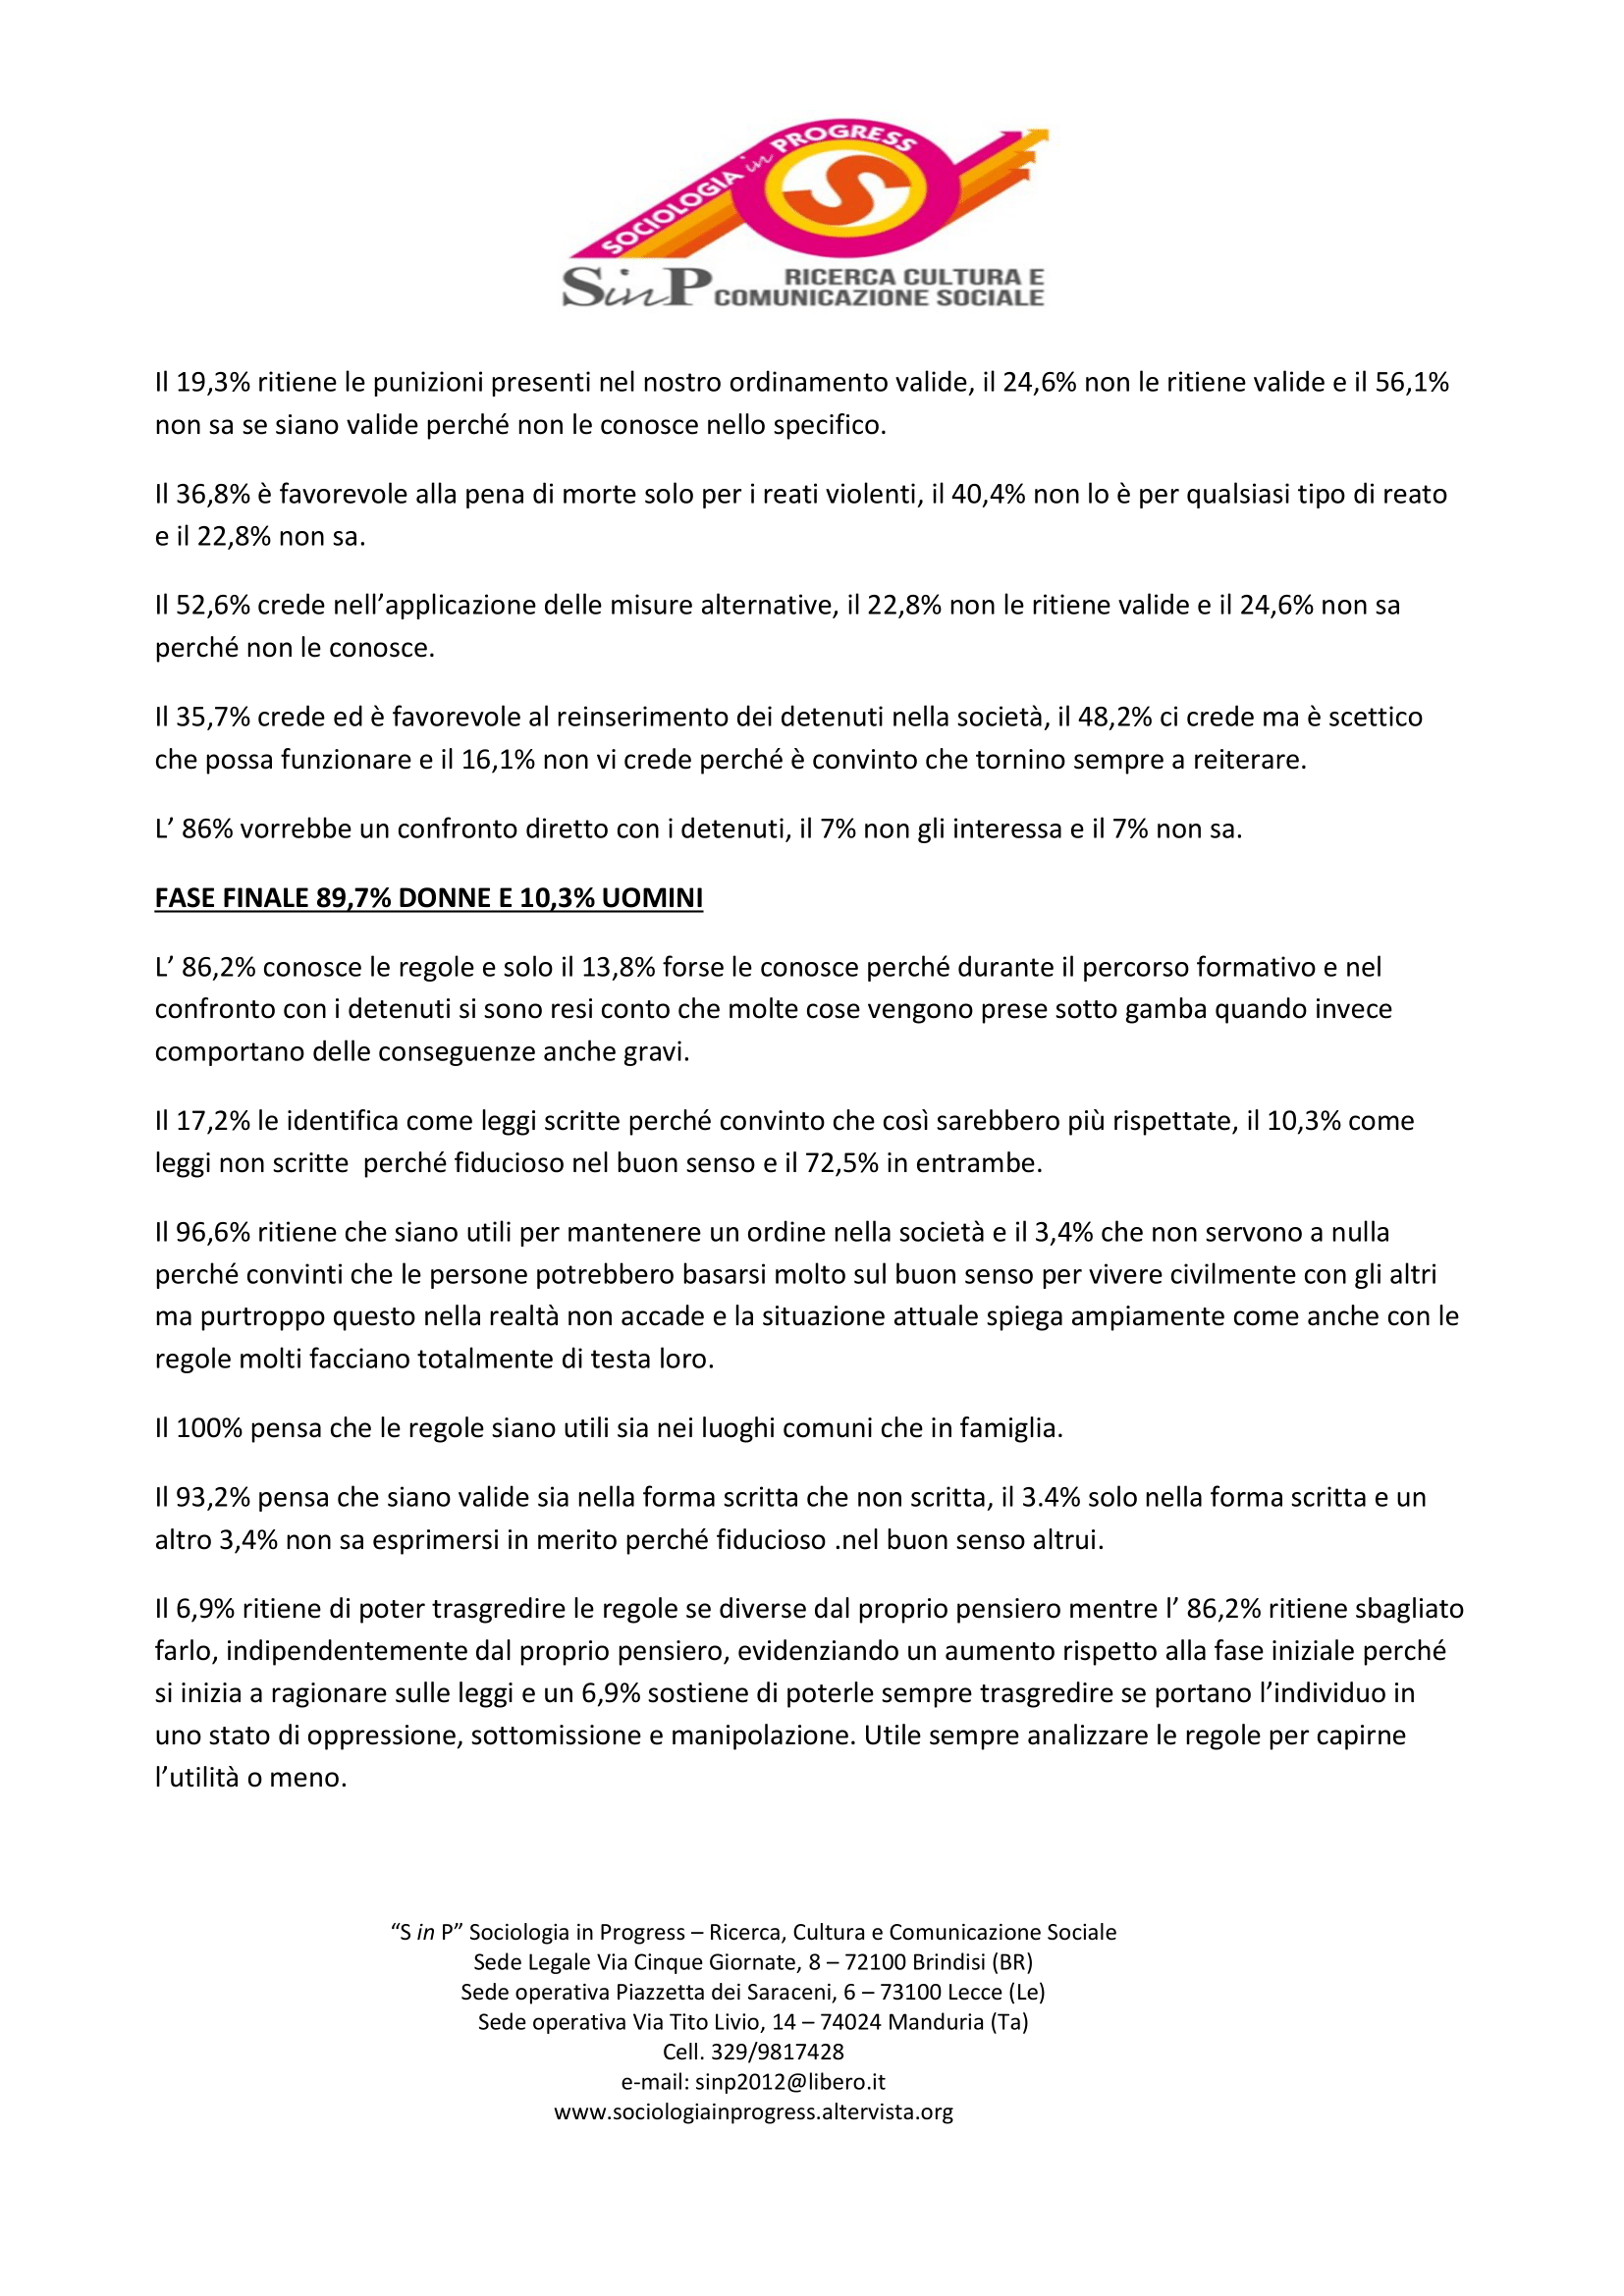 SOCIOLOGIA in PROGRESS
S
SinP RICERCA CULTURA E
COMUNICAZIONE SOCIALE
Il 19,3% ritiene le punizioni presenti nel nostro ordinamento valide, il 24,6% non le ritiene valide e il 56,1%
non sa se siano valide perché non le conosce nello specifico.
Il 36,8% è favorevole alla pena di morte solo per i reati violenti, il 40,4% non lo è per qualsiasi tipo di reato
e il 22,8% non sa.
Il 52,6% crede nell’applicazione delle misure alternative, il 22,8% non le ritiene valide e il 24,6% non sa
perché non le conosce.
Il 35,7% crede ed è favorevole al reinserimento dei detenuti nella società, il 48,2% ci crede ma è scettico
che possa funzionare e il 16,1% non vi crede perché è convinto che tornino sempre a reiterare.
L’ 86% vorrebbe un confronto diretto con i detenuti, il 7% non gli interessa e il 7% non sa.
FASE FINALE 89,7% DONNE E 10,3% UOMINI
L’ 86,2% conosce le regole e solo il 13,8% forse le conosce perché durante il percorso formativo e nel
confronto con i detenuti si sono resi conto che molte cose vengono prese sotto gamba quando invece
comportano delle conseguenze anche gravi.
Il 17,2% le identifica come leggi scritte perché convinto che così sarebbero più rispettate, il 10,3% come
leggi non scritte  perché fiducioso nel buon senso e il 72,5% in entrambe.
Il 96,6% ritiene che siano utili per mantenere un ordine nella società e il 3,4% che non servono a nulla
perché convinti che le persone potrebbero basarsi molto sul buon senso per vivere civilmente con gli altri
ma purtroppo questo nella realtà non accade e la situazione attuale spiega ampiamente come anche con le
regole molti facciano totalmente di testa loro.
Il 100% pensa che le regole siano utili sia nei luoghi comuni che in famiglia.
Il 93,2% pensa che siano valide sia nella forma scritta che non scritta, il 3.4% solo nella forma scritta e un
altro 3,4% non sa esprimersi in merito perché fiducioso .nel buon senso altrui.
Il 6,9% ritiene di poter trasgredire le regole se diverse dal proprio pensiero mentre l’ 86,2% ritiene sbagliato
farlo, indipendentemente dal proprio pensiero, evidenziando un aumento rispetto alla fase iniziale perché
si inizia a ragionare sulle leggi e un 6,9% sostiene di poterle sempre trasgredire se portano l’individuo in
uno stato di oppressione, sottomissione e manipolazione. Utile sempre analizzare le regole per capirne
l’utilità o meno.
“S in P” Sociologia in Progress – Ricerca, Cultura e Comunicazione Sociale
Sede Legale Via Cinque Giornate, 8 – 72100 Brindisi (BR)
Sede operativa Piazzetta dei Saraceni, 6 – 73100 Lecce (Le)
Sede operativa Via Tito Livio, 14 – 74024 Manduria (Ta)
Cell. 329/9817428
e-mail: sinp2012@libero.it
www.sociologiainprogress.altervista.org